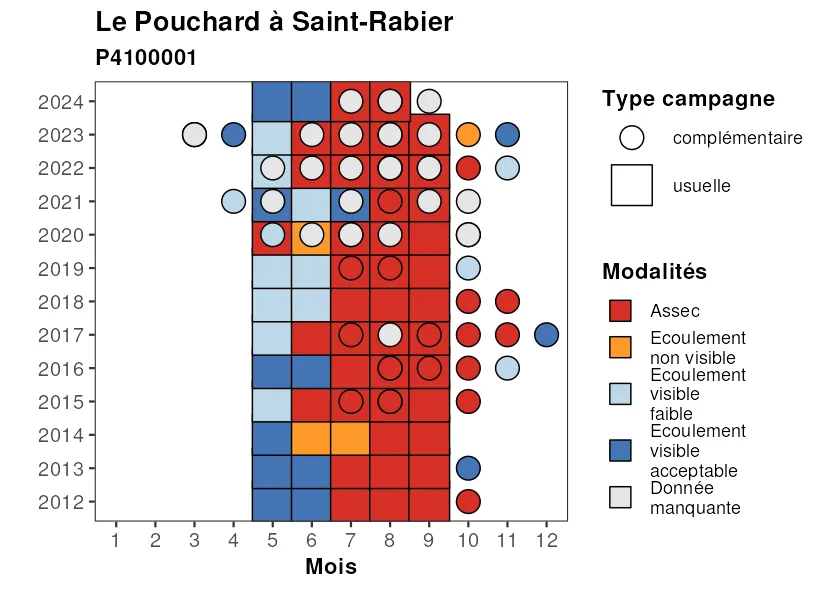 Le Pouchard à Saint-Rabier
P4100001
2024
2023
2022
2021
2020
2019
2018
2017
2016
2015
2014
2013
2012
1 2 3 4 5 6 7 8 9 10 11 12
Mois
Type campagne
complémentaire
usuelle
Modalités
Assec
Ecoulement
non visible
Ecoulement
visible
faible
Ecoulement
visible
acceptable
Donnée
manquante